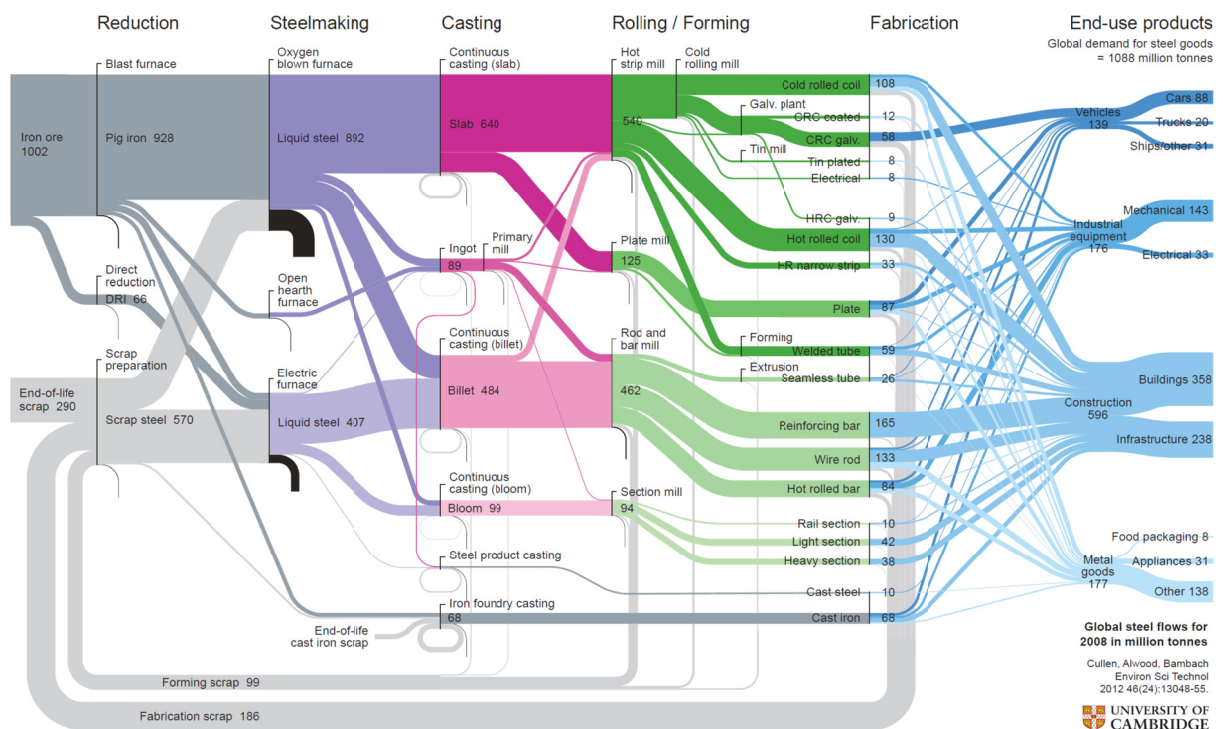 Reduction
Steelmaking
Casting
Rolling / Forming
Fabrication
End-use products
Global demand for steel goods
= 1088 million tonnes
Iron ore
1002
Blast furnace
Pig iron 928
Direct
reduction
DRI 66
Scrap
preparation
End-of-life
scrap 290
Scrap steel 570
Oxygen
blown furnace
Liquid steel 892
Open
hearth
furnace
Electric
furnace
Liquid steel 407
Continuous
casting (slab)
Slab 640
Ingot
89
Primary
mill
Continuous
casting (billet)
Billet 484
Continuous
casting (bloom)
Bloom 99
Steel product casting
Iron foundry casting
68
End-of-life
cast iron scrap
Forming scrap 99
Fabrication scrap 186
Hot
strip mill
540
Cold
rolling mill
Galv. plant
Tin mill
Plate mill
125
Rod and
bar mill
462
Forming
Extrusion
Section mill
94
Cold rolled coil 108
CRC coated 12
CRC galv. 58
Tin plated 8
Electrical 8
HRC galv. 9
Hot rolled coil 130
HR narrow strip 33
Plate 87
Welded tube 59
Seamless tube 26
Reinforcing bar 165
Wire rod 133
Hot rolled bar 84
Rail section 10
Light section 42
Heavy section 38
Cast steel 10
Cast iron 68
Vehicles
139
Cars 88
Trucks 20
Ships/other 31
Industrial
equipment
176
Mechanical 143
Electrical 33
Construction
596
Buildings 358
Infrastructure 238
Metal
goods
177
Food packaging 8
Appliances 31
Other 138
Global steel flows for
2008 in million tonnes
Cullen, Alwood, Bambach
Environ Sci Technol
2012 46(24):13048-55.
UNIVERSITY OF
CAMBRIDGE